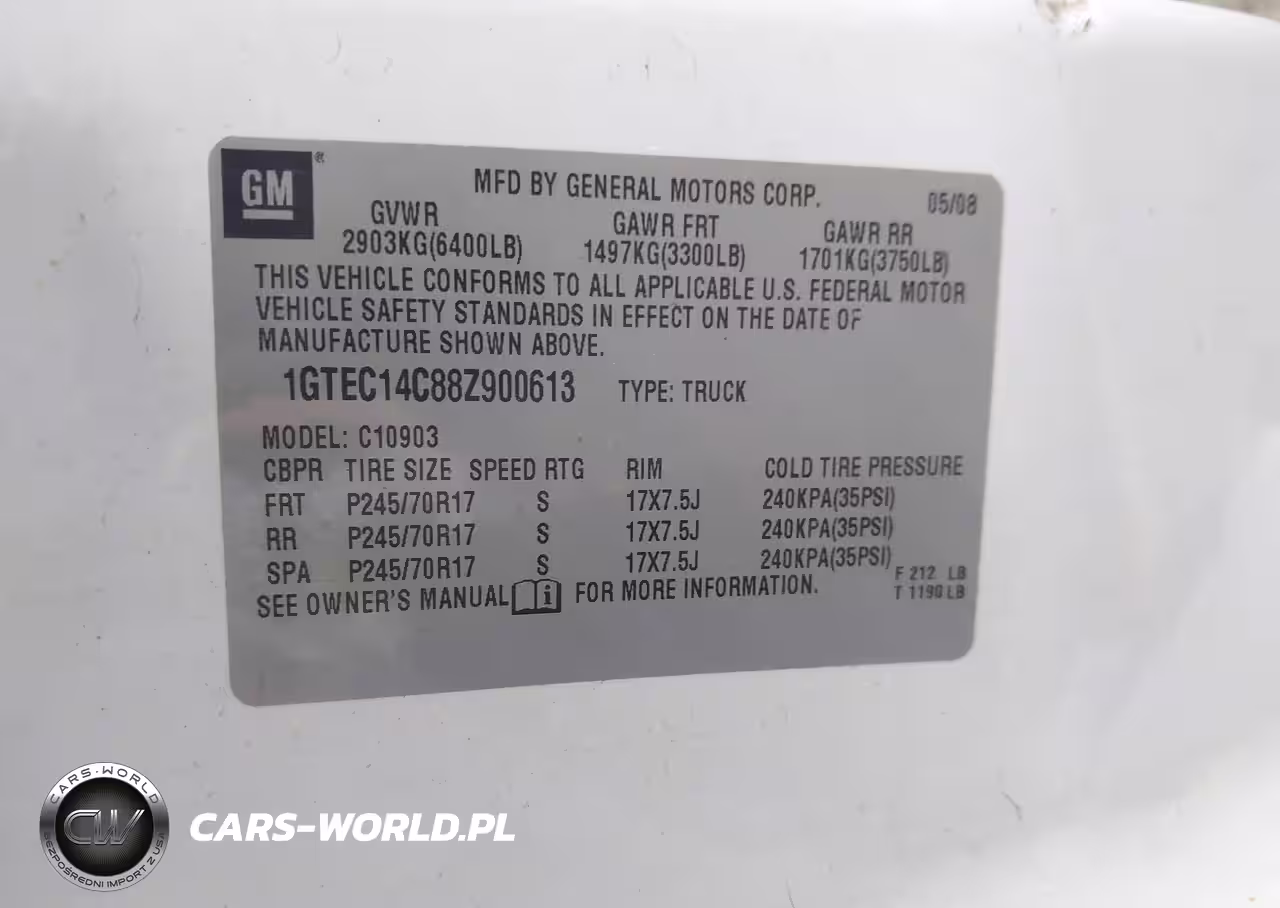 GM ®
MFD BY GENERAL MOTORS CORP. 05/08
GVWR GAWR FRT GAWR RR
2903KG(6400LB) 1497KG(3300LB) 1701KG(3750LB)
THIS VEHICLE CONFORMS TO ALL APPLICABLE U.S. FEDERAL MOTOR
VEHICLE SAFETY STANDARDS IN EFFECT ON THE DATE OF
MANUFACTURE SHOWN ABOVE.
1GTEC14C88Z900613 TYPE: TRUCK
MODEL: C10903
CBPR TIRE SIZE SPEED RTG RIM COLD TIRE PRESSURE
FRT P245/70R17 S 17X7.5J 240KPA(35PSI)
RR P245/70R17 S 17X7.5J 240KPA(35PSI)
SPA P245/70R17 S 17X7.5J 240KPA(35PSI)
F 212 LB
SEE OWNER'S MANUAL i FOR MORE INFORMATION.
T 1190 LB
CARS-WORLD
CW
BEZPOŚREDNI IMPORT Z USA
CARS-WORLD.PL